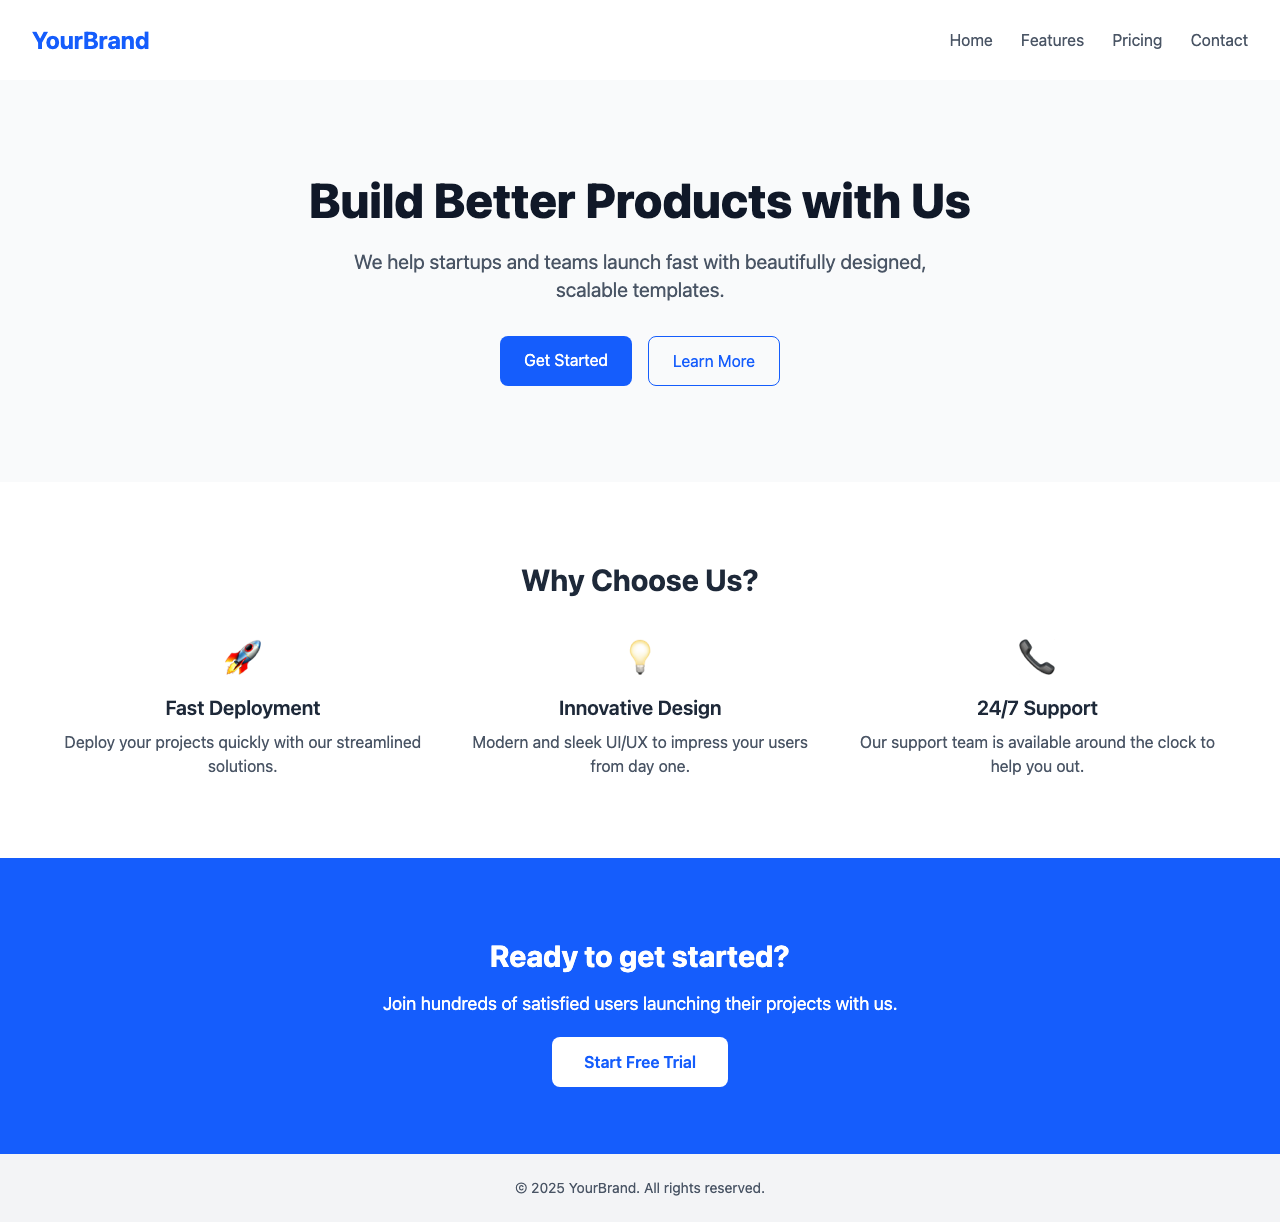 YourBrand
Home Features Pricing Contact
Build Better Products with Us
We help startups and teams launch fast with beautifully designed,
scalable templates.
Get Started Learn More
Why Choose Us?
Fast Deployment
Deploy your projects quickly with our streamlined
solutions.
Innovative Design
Modern and sleek UI/UX to impress your users
from day one.
24/7 Support
Our support team is available around the clock to
help you out.
Ready to get started?
Join hundreds of satisfied users launching their projects with us.
Start Free Trial
© 2025 YourBrand. All rights reserved.